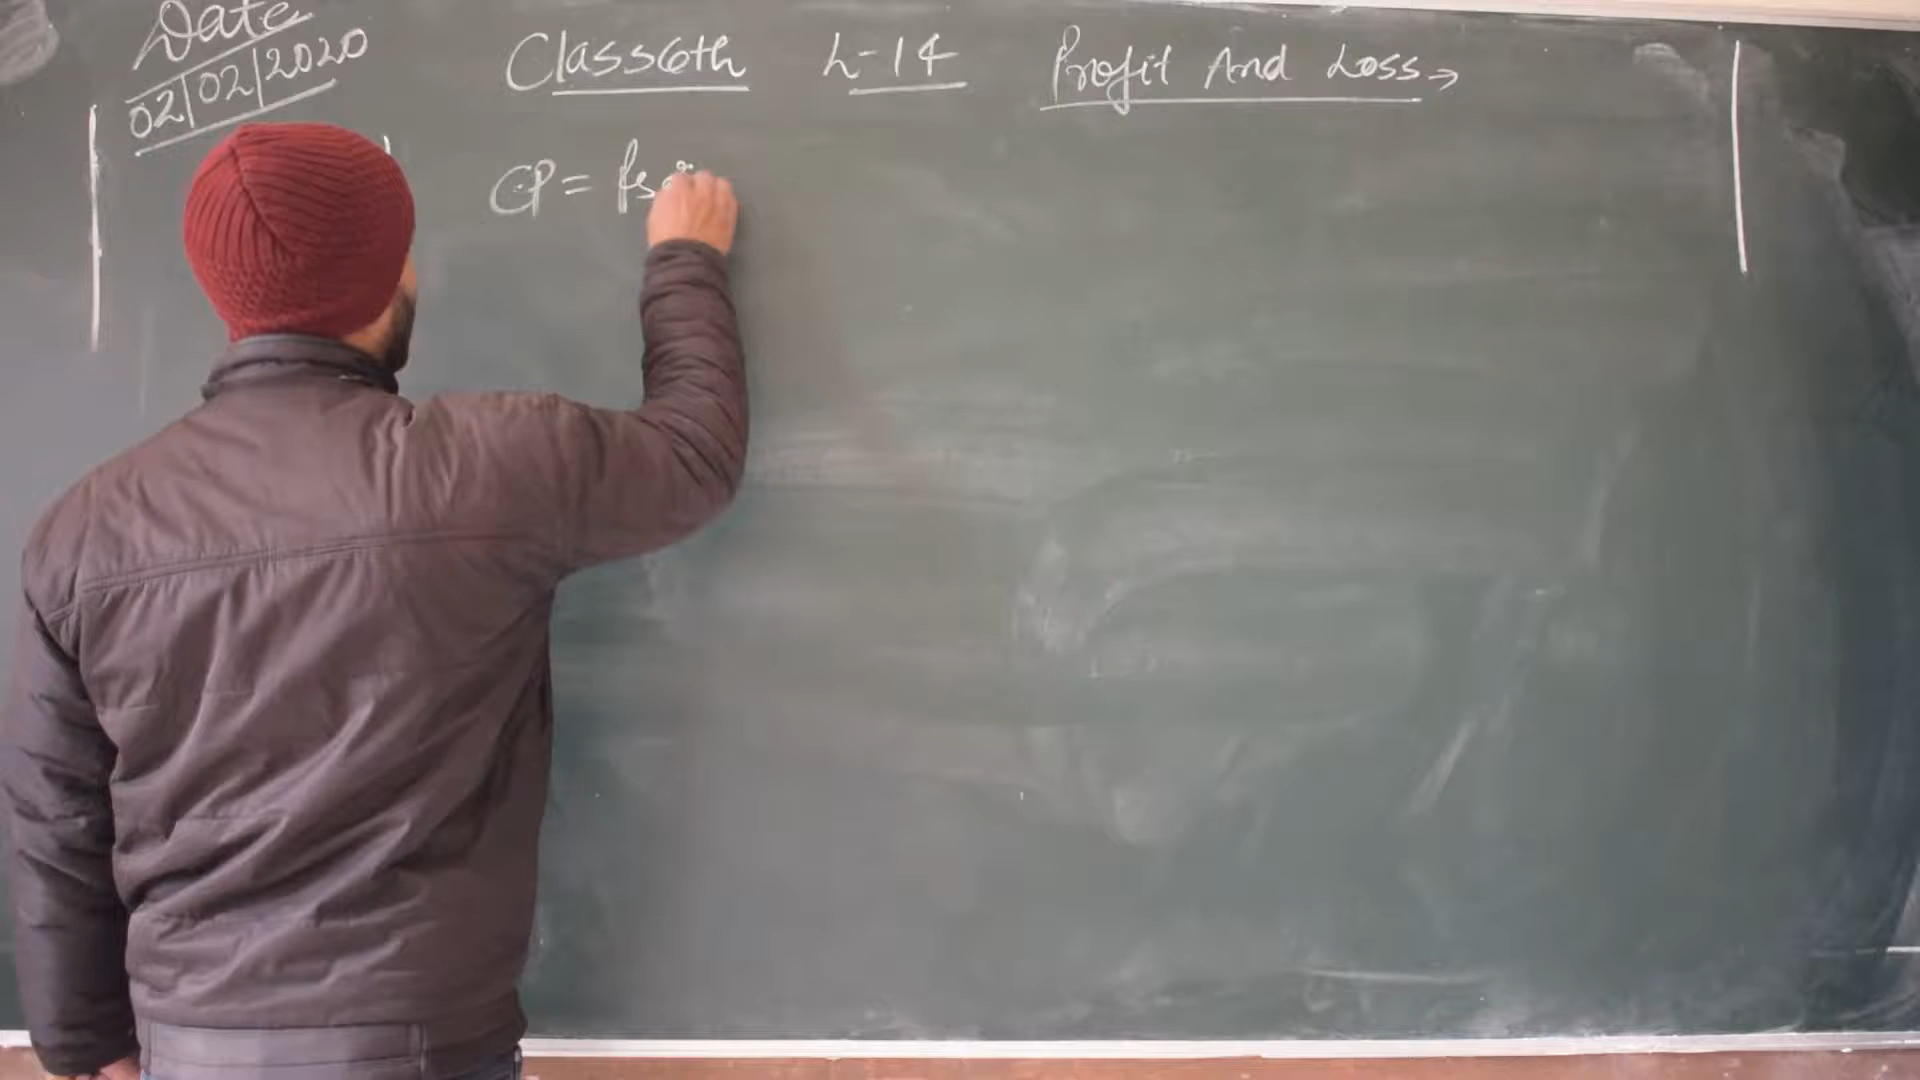 Date
02/02/2020
Class 6th L-14 Profit And Loss →
CP = Rs